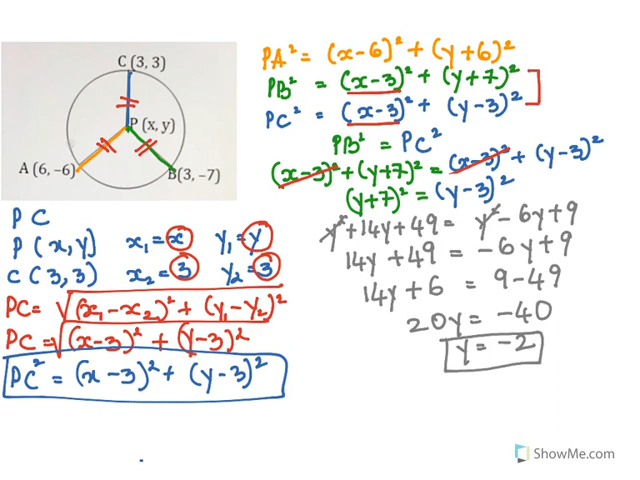 C (3, 3)
P (x, y)
A (6, -6)
B(3, -7)
PC
P(x,y) x₁=x y₁=y
C(3,3) x₂=3 y₂=3
PC=√(x₁-x₂)²+(y₁-y₂)²
PC=√(x-3)²+(y-3)²
PC²=(x-3)²+(y-3)²
PA²=(x-6)²+(y+6)²
PB²=(x-3)²+(y+7)²
PC²=(x-3)²+(y-3)²
PB²=PC²
(x-3)²+(y+7)²=(x-3)²+(y-3)²
(y+7)²=(y-3)²
y²+14y+49=y²-6y+9
14y+49=-6y+9
14y+6=9-49
20y=-40
y=-2
ShowMe.com